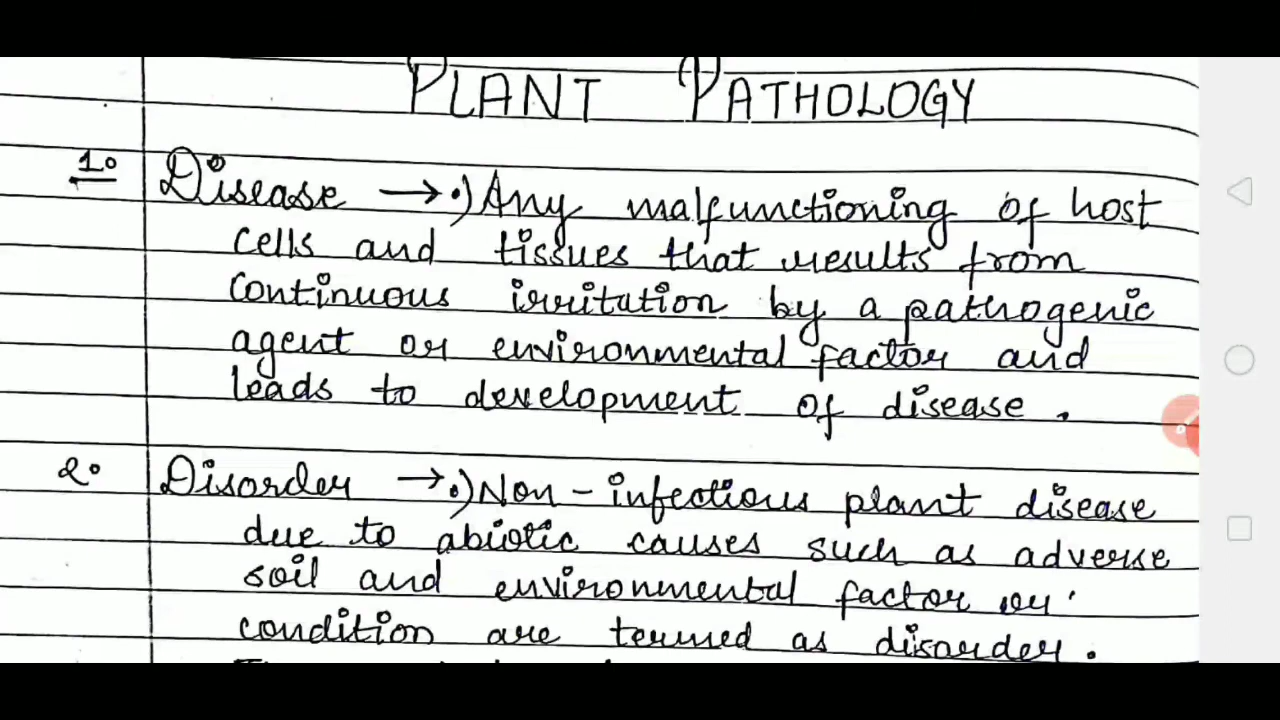 PLANT PATHOLOGY
1. Disease → •) Any malfunctioning of host
cells and tissues that results from
continuous irritation by a pathogenic
agent or environmental factor and
leads to development of disease.
2. Disorder → •) Non-infectious plant disease
due to abiotic causes such as adverse
soil and environmental factor or
condition are termed as disorder.